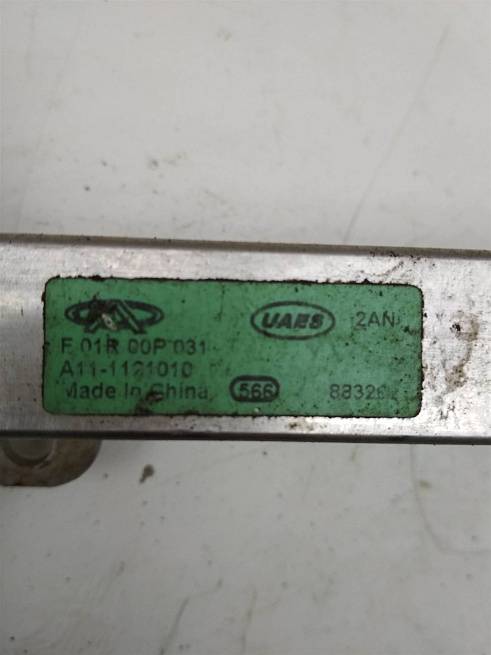 UAES 2AN
F 01R 00P 031
A11-1121010
Made In China 566